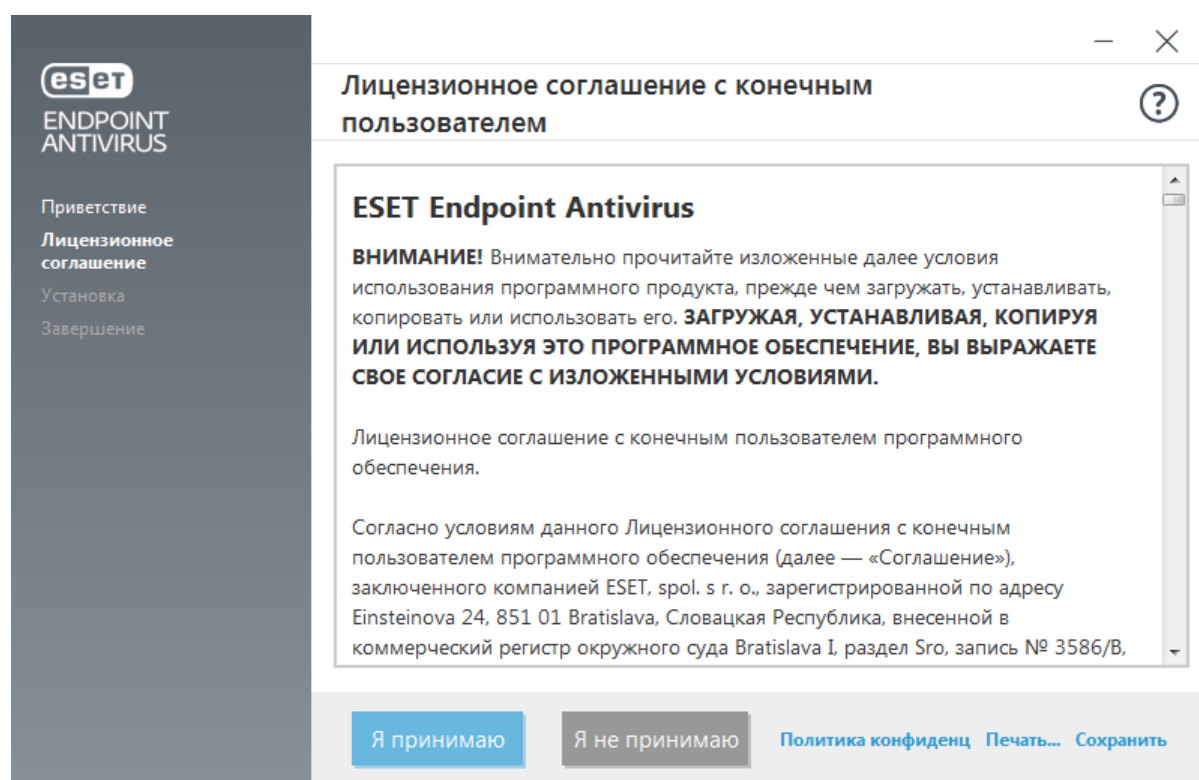 eset
ENDPOINT
ANTIVIRUS
Приветствие
Лицензионное
соглашение
Установка
Завершение
Лицензионное соглашение с конечным
пользователем
?
ESET Endpoint Antivirus
ВНИМАНИЕ! Внимательно прочитайте изложенные далее условия
использования программного продукта, прежде чем загружать, устанавливать,
копировать или использовать его. ЗАГРУЖАЯ, УСТАНАВЛИВАЯ, КОПИРУЯ
ИЛИ ИСПОЛЬЗУЯ ЭТО ПРОГРАММНОЕ ОБЕСПЕЧЕНИЕ, ВЫ ВЫРАЖАЕТЕ
СВОЕ СОГЛАСИЕ С ИЗЛОЖЕННЫМИ УСЛОВИЯМИ.
Лицензионное соглашение с конечным пользователем программного
обеспечения.
Согласно условиям данного Лицензионного соглашения с конечным
пользователем программного обеспечения (далее — «Соглашение»),
заключенного компанией ESET, spol. s r. o., зарегистрированной по адресу
Einsteinova 24, 851 01 Bratislava, Словацкая Республика, внесенной в
коммерческий регистр окружного суда Bratislava I, раздел Sro, запись № 3586/B,
Я принимаю
Я не принимаю
Политика конфиденц
Печать...
Сохранить